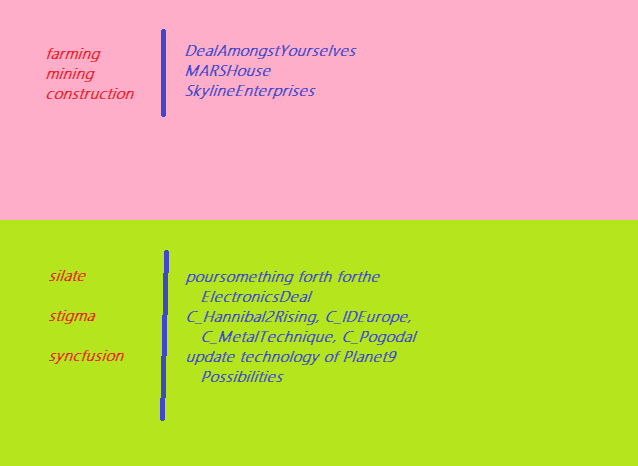 farming DealAmongstYourselves
mining MARSHouse
construction SkylineEnterprises
silate poursomething forth forthe
ElectronicsDeal
stigma C_Hannibal2Rising, C_IDEurope,
C_MetalTechnique, C_Pogodal
syncfusion update technology of Planet9
Possibilities